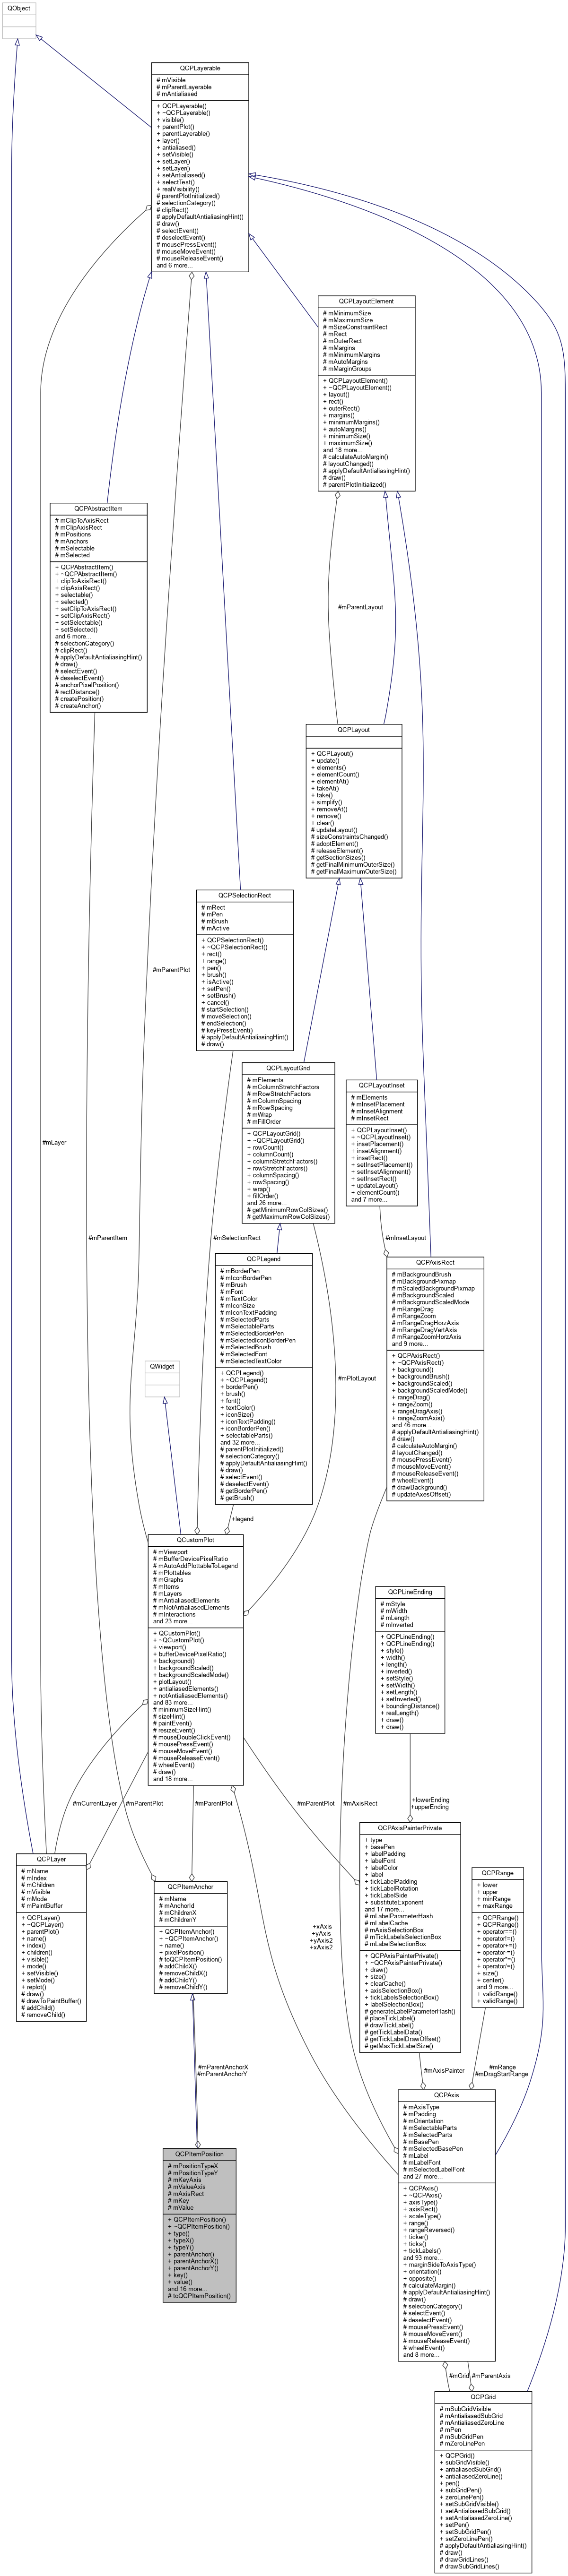 QObject
QCPLayerable
# mVisible
# mParentLayerable
# mAntialiased
+ QCPLayerable()
+ ~QCPLayerable()
+ visible()
+ parentPlot()
+ parentLayerable()
+ layer()
+ antialiased()
+ setVisible()
+ setLayer()
+ setLayer()
+ setAntialiased()
+ selectTest()
+ realVisibility()
# parentPlotInitialized()
# selectionCategory()
# clipRect()
# applyDefaultAntialiasingHint()
# draw()
# selectEvent()
# deselectEvent()
# mousePressEvent()
# mouseMoveEvent()
# mouseReleaseEvent()
and 6 more...
QCPLayoutElement
# mMinimumSize
# mMaximumSize
# mSizeConstraintRect
# mRect
# mOuterRect
# mMargins
# mMinimumMargins
# mAutoMargins
# mMarginGroups
+ QCPLayoutElement()
+ ~QCPLayoutElement()
+ layout()
+ rect()
+ outerRect()
+ margins()
+ minimumMargins()
+ autoMargins()
+ minimumSize()
+ maximumSize()
and 18 more...
# calculateAutoMargin()
# layoutChanged()
# applyDefaultAntialiasingHint()
# draw()
# parentPlotInitialized()
QCPAbstractItem
# mClipToAxisRect
# mClipAxisRect
# mPositions
# mAnchors
# mSelectable
# mSelected
+ QCPAbstractItem()
+ ~QCPAbstractItem()
+ clipToAxisRect()
+ clipAxisRect()
+ selectable()
+ selected()
+ setClipToAxisRect()
+ setClipAxisRect()
+ setSelectable()
+ setSelected()
and 6 more...
# selectionCategory()
# clipRect()
# applyDefaultAntialiasingHint()
# draw()
# selectEvent()
# deselectEvent()
# anchorPixelPosition()
# rectDistance()
# createPosition()
# createAnchor()
#mParentLayout
QCPLayout
+ QCPLayout()
+ update()
+ elements()
+ elementCount()
+ elementAt()
+ takeAt()
+ take()
+ simplify()
+ removeAt()
+ remove()
+ clear()
# updateLayout()
# sizeConstraintsChanged()
# adoptElement()
# releaseElement()
# getSectionSizes()
# getFinalMinimumOuterSize()
# getFinalMaximumOuterSize()
QCPSelectionRect
# mRect
# mPen
# mBrush
# mActive
+ QCPSelectionRect()
+ ~QCPSelectionRect()
+ rect()
+ range()
+ pen()
+ brush()
+ isActive()
+ setPen()
+ setBrush()
+ cancel()
# startSelection()
# moveSelection()
# endSelection()
# keyPressEvent()
# applyDefaultAntialiasingHint()
# draw()
#mParentPlot
QCPLayoutGrid
# mElements
# mColumnStretchFactors
# mRowStretchFactors
# mColumnSpacing
# mRowSpacing
# mWrap
# mFillOrder
+ QCPLayoutGrid()
+ ~QCPLayoutGrid()
+ rowCount()
+ columnCount()
+ columnStretchFactors()
+ rowStretchFactors()
+ columnSpacing()
+ rowSpacing()
+ wrap()
+ fillOrder()
and 26 more...
# getMinimumRowColSizes()
# getMaximumRowColSizes()
QCPLayoutInset
# mElements
# mInsetPlacement
# mInsetAlignment
# mInsetRect
+ QCPLayoutInset()
+ ~QCPLayoutInset()
+ insetPlacement()
+ insetAlignment()
+ insetRect()
+ setInsetPlacement()
+ setInsetAlignment()
+ setInsetRect()
+ updateLayout()
+ elementCount()
and 7 more...
#mLayer
#mParentItem
#mSelectionRect
#mInsetLayout
QCPLegend
# mBorderPen
# mIconBorderPen
# mBrush
# mFont
# mTextColor
# mIconSize
# mIconTextPadding
# mSelectedParts
# mSelectableParts
# mSelectedBorderPen
# mSelectedIconBorderPen
# mSelectedBrush
# mSelectedFont
# mSelectedTextColor
+ QCPLegend()
+ ~QCPLegend()
+ borderPen()
+ brush()
+ font()
+ textColor()
+ iconSize()
+ iconTextPadding()
+ iconBorderPen()
+ selectableParts()
and 32 more...
# parentPlotInitialized()
# selectionCategory()
# applyDefaultAntialiasingHint()
# draw()
# selectEvent()
# deselectEvent()
# getBorderPen()
# getBrush()
QCPAxisRect
# mBackgroundBrush
# mBackgroundPixmap
# mScaledBackgroundPixmap
# mBackgroundScaled
# mBackgroundScaledMode
# mRangeDrag
# mRangeZoom
# mRangeDragHorzAxis
# mRangeDragVertAxis
# mRangeZoomHorzAxis
and 9 more...
+ QCPAxisRect()
+ ~QCPAxisRect()
+ background()
+ backgroundBrush()
+ backgroundScaled()
+ backgroundScaledMode()
+ rangeDrag()
+ rangeZoom()
+ rangeDragAxis()
+ rangeZoomAxis()
and 46 more...
# applyDefaultAntialiasingHint()
# draw()
# calculateAutoMargin()
# layoutChanged()
# mousePressEvent()
# mouseMoveEvent()
# mouseReleaseEvent()
# wheelEvent()
# drawBackground()
# updateAxesOffset()
QWidget
#mPlotLayout
+legend
QCustomPlot
# mViewport
# mBufferDevicePixelRatio
# mAutoAddPlottableToLegend
# mPlottables
# mGraphs
# mItems
# mLayers
# mAntialiasedElements
# mNotAntialiasedElements
# mInteractions
and 23 more...
+ QCustomPlot()
+ ~QCustomPlot()
+ viewport()
+ bufferDevicePixelRatio()
+ background()
+ backgroundScaled()
+ backgroundScaledMode()
+ plotLayout()
+ antialiasedElements()
+ notAntialiasedElements()
and 83 more...
# minimumSizeHint()
# sizeHint()
# paintEvent()
# resizeEvent()
# mouseDoubleClickEvent()
# mousePressEvent()
# mouseMoveEvent()
# mouseReleaseEvent()
# wheelEvent()
# draw()
and 18 more...
QCPLineEnding
# mStyle
# mWidth
# mLength
# mInverted
+ QCPLineEnding()
+ QCPLineEnding()
+ style()
+ width()
+ length()
+ inverted()
+ setStyle()
+ setWidth()
+ setLength()
+ setInverted()
+ boundingDistance()
+ realLength()
+ draw()
+ draw()
#mCurrentLayer
#mParentPlot
#mParentPlot
#mParentPlot
#mAxisRect
+lowerEnding
+upperEnding
QCPLayer
# mName
# mIndex
# mChildren
# mVisible
# mMode
# mPaintBuffer
+ QCPLayer()
+ ~QCPLayer()
+ parentPlot()
+ name()
+ index()
+ children()
+ visible()
+ mode()
+ setVisible()
+ setMode()
+ replot()
# draw()
# drawToPaintBuffer()
# addChild()
# removeChild()
QCPItemAnchor
# mName
# mAnchorId
# mChildrenX
# mChildrenY
+ QCPItemAnchor()
+ ~QCPItemAnchor()
+ name()
+ pixelPosition()
# toQCPItemPosition()
# addChildX()
# removeChildX()
# addChildY()
# removeChildY()
+xAxis
+yAxis
+yAxis2
+xAxis2
QCPAxisPainterPrivate
+ type
+ basePen
+ labelPadding
+ labelFont
+ labelColor
+ label
+ tickLabelPadding
+ tickLabelRotation
+ tickLabelSide
+ substituteExponent
and 17 more...
# mLabelParameterHash
# mLabelCache
# mAxisSelectionBox
# mTickLabelsSelectionBox
# mLabelSelectionBox
+ QCPAxisPainterPrivate()
+ ~QCPAxisPainterPrivate()
+ draw()
+ size()
+ clearCache()
+ axisSelectionBox()
+ tickLabelsSelectionBox()
+ labelSelectionBox()
# generateLabelParameterHash()
# placeTickLabel()
# drawTickLabel()
# getTickLabelData()
# getTickLabelDrawOffset()
# getMaxTickLabelSize()
QCPRange
+ lower
+ upper
+ minRange
+ maxRange
+ QCPRange()
+ QCPRange()
+ operator==()
+ operator!=()
+ operator+=()
+ operator-=()
+ operator*=()
+ operator/=()
+ size()
+ center()
and 9 more...
+ validRange()
+ validRange()
#mParentAnchorX
#mParentAnchorY
#mAxisPainter
#mRange
#mDragStartRange
QCPItemPosition
# mPositionTypeX
# mPositionTypeY
# mKeyAxis
# mValueAxis
# mAxisRect
# mKey
# mValue
+ QCPItemPosition()
+ ~QCPItemPosition()
+ type()
+ typeX()
+ typeY()
+ parentAnchor()
+ parentAnchorX()
+ parentAnchorY()
+ key()
+ value()
and 16 more...
# toQCPItemPosition()
QCPAxis
# mAxisType
# mPadding
# mOrientation
# mSelectableParts
# mSelectedParts
# mBasePen
# mSelectedBasePen
# mLabel
# mLabelFont
# mSelectedLabelFont
and 27 more...
+ QCPAxis()
+ ~QCPAxis()
+ axisType()
+ axisRect()
+ scaleType()
+ range()
+ rangeReversed()
+ ticker()
+ ticks()
+ tickLabels()
and 93 more...
+ marginSideToAxisType()
+ orientation()
+ opposite()
# calculateMargin()
# applyDefaultAntialiasingHint()
# draw()
# selectionCategory()
# selectEvent()
# deselectEvent()
# mousePressEvent()
# mouseMoveEvent()
# mouseReleaseEvent()
# wheelEvent()
and 8 more...
#mGrid
#mParentAxis
QCPGrid
# mSubGridVisible
# mAntialiasedSubGrid
# mAntialiasedZeroLine
# mPen
# mSubGridPen
# mZeroLinePen
+ QCPGrid()
+ subGridVisible()
+ antialiasedSubGrid()
+ antialiasedZeroLine()
+ pen()
+ subGridPen()
+ zeroLinePen()
+ setSubGridVisible()
+ setAntialiasedSubGrid()
+ setAntialiasedZeroLine()
+ setPen()
+ setSubGridPen()
+ setZeroLinePen()
# applyDefaultAntialiasingHint()
# draw()
# drawGridLines()
# drawSubGridLines()